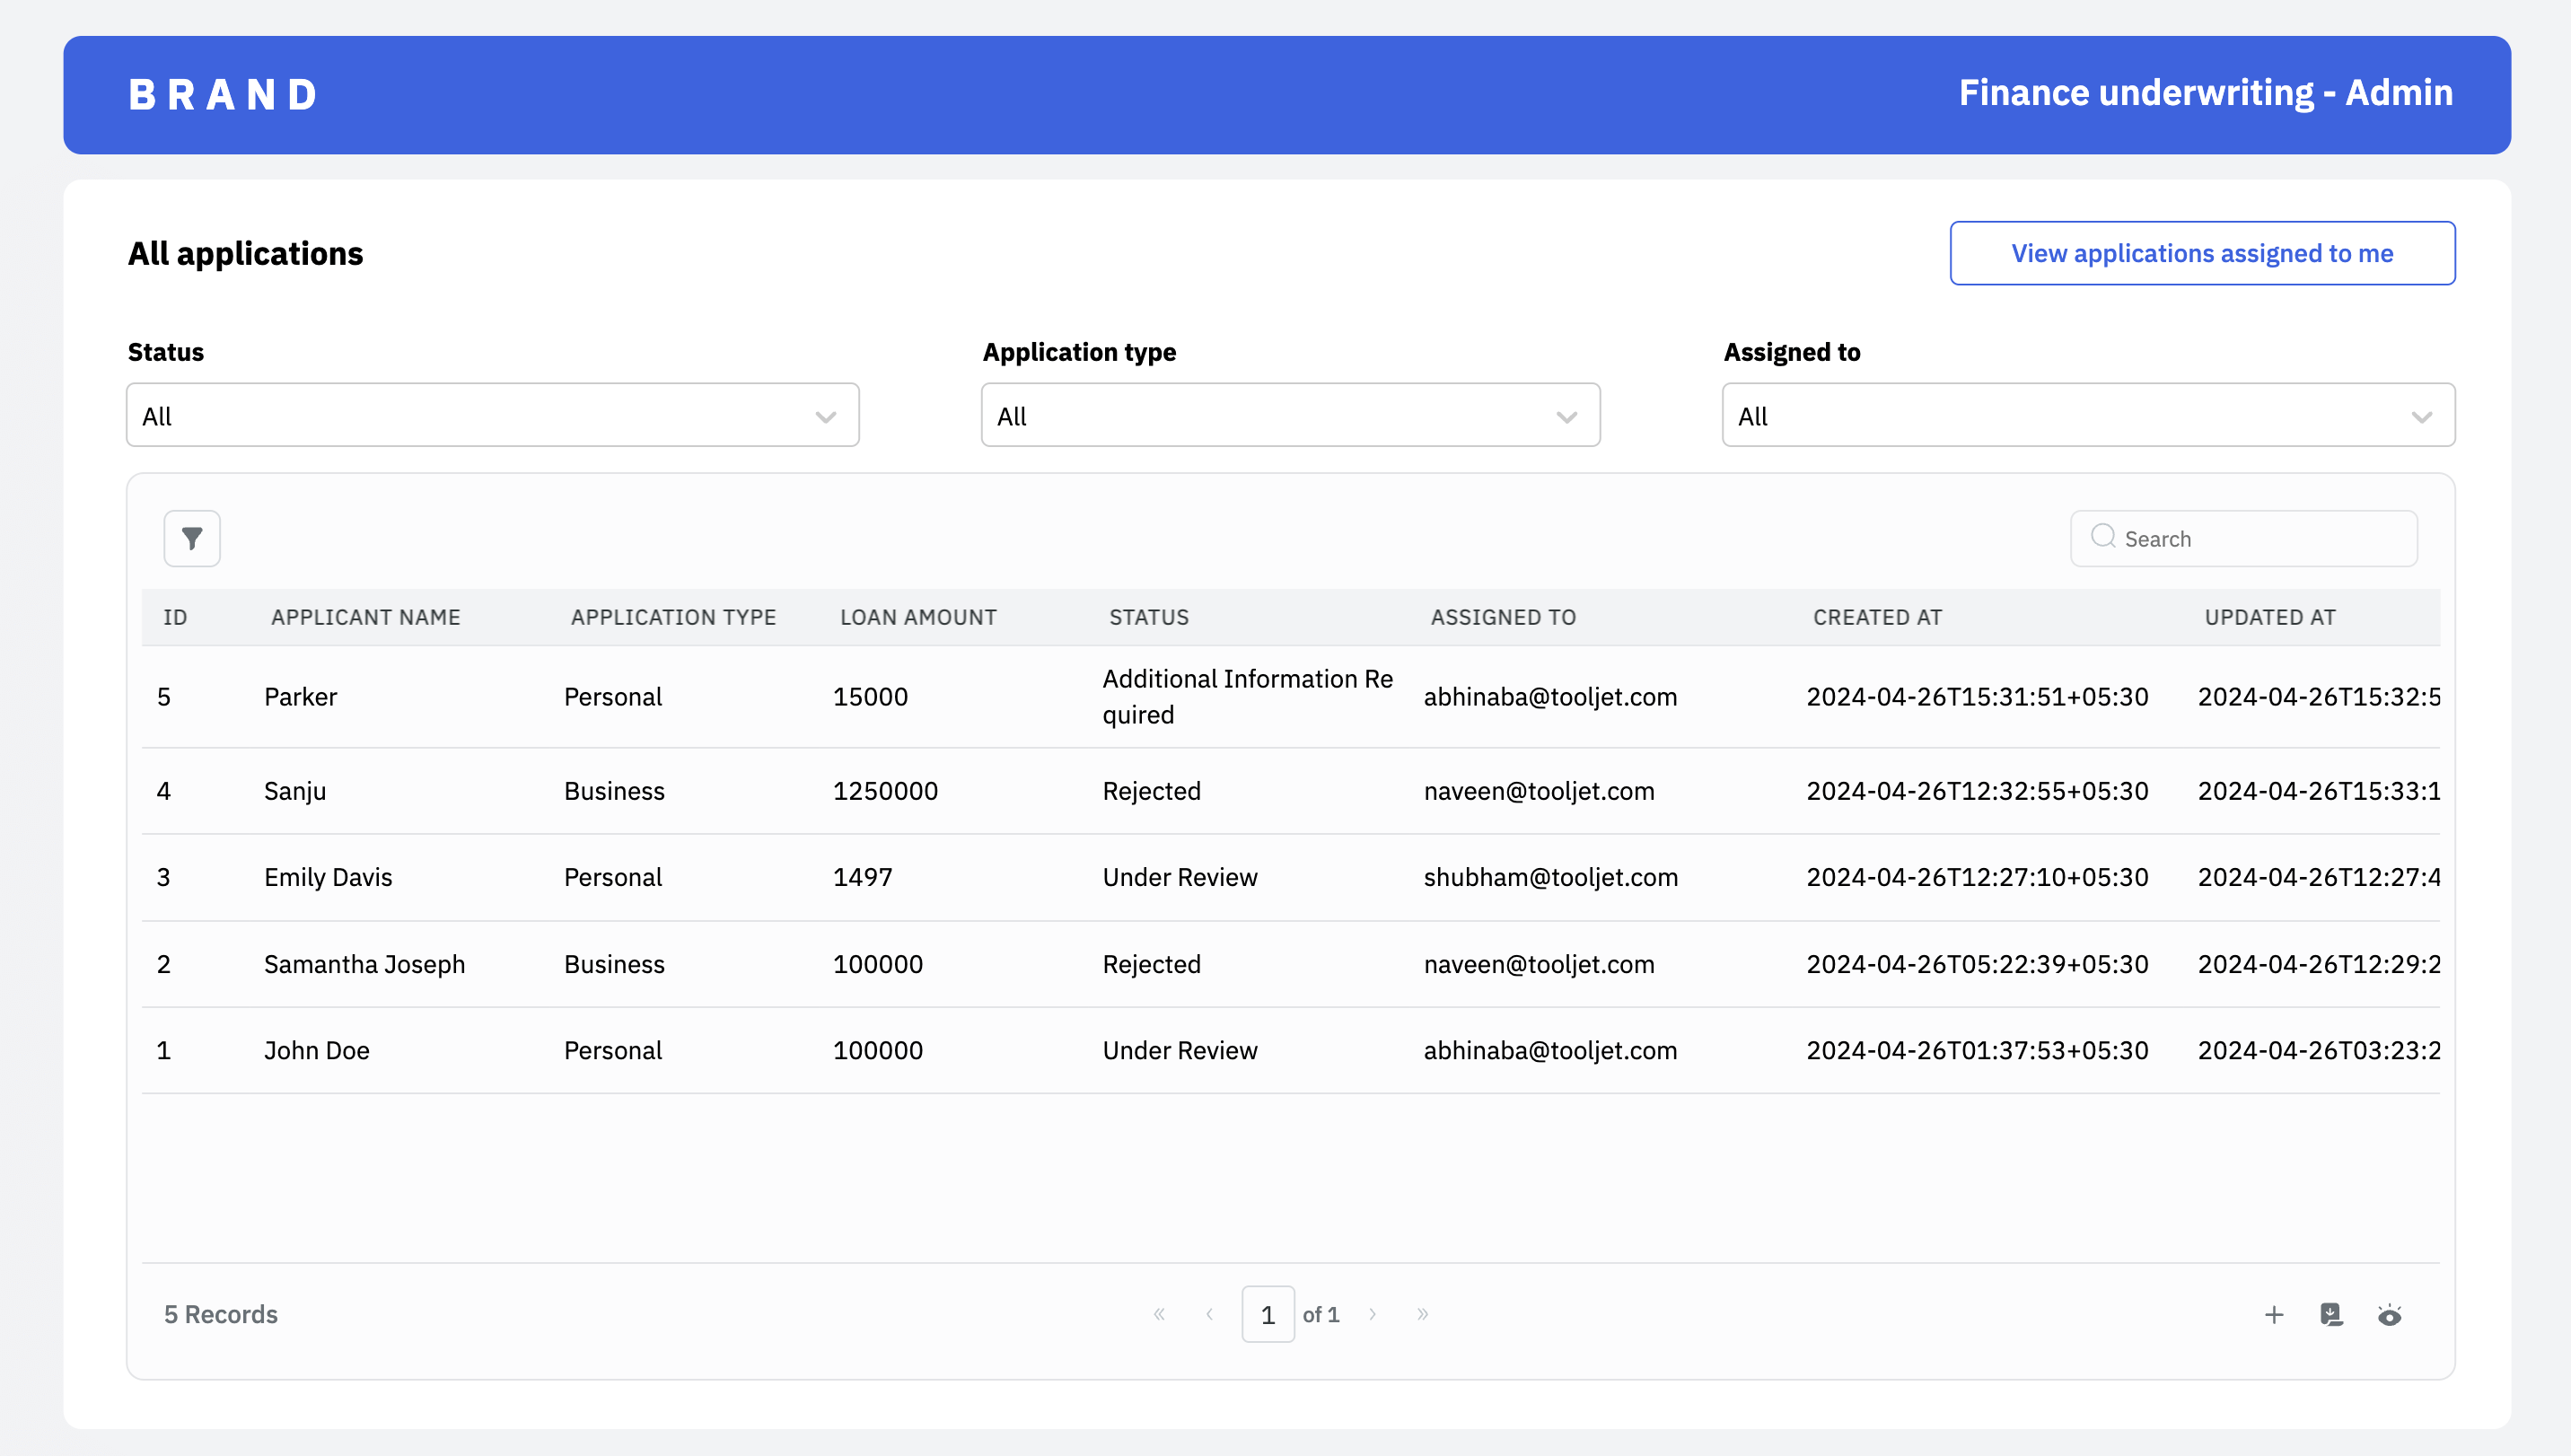 BRAND
Finance underwriting - Admin
All applications
View applications assigned to me
Status
Application type
Assigned to
All
All
All
Search
ID APPLICANT NAME APPLICATION TYPE LOAN AMOUNT STATUS ASSIGNED TO CREATED AT UPDATED AT
5 Parker Personal 15000 Additional Information Re
quired abhinaba@tooljet.com 2024-04-26T15:31:51+05:30 2024-04-26T15:32:5
4 Sanju Business 1250000 Rejected naveen@tooljet.com 2024-04-26T12:32:55+05:30 2024-04-26T15:33:1
3 Emily Davis Personal 1497 Under Review shubham@tooljet.com 2024-04-26T12:27:10+05:30 2024-04-26T12:27:4
2 Samantha Joseph Business 100000 Rejected naveen@tooljet.com 2024-04-26T05:22:39+05:30 2024-04-26T12:29:2
1 John Doe Personal 100000 Under Review abhinaba@tooljet.com 2024-04-26T01:37:53+05:30 2024-04-26T03:23:2
5 Records
« ‹ 1 of 1 › »